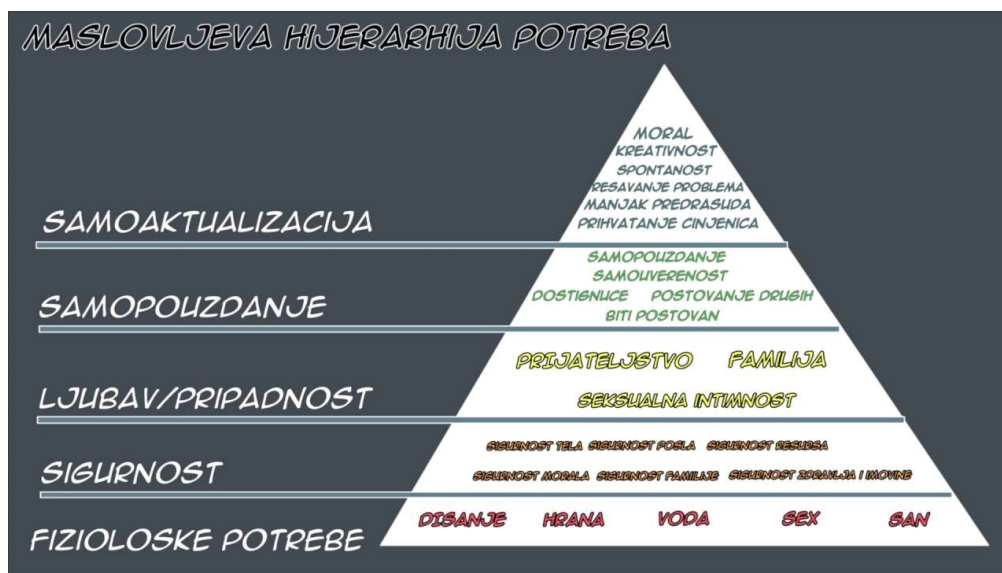 MASLOVLJEVA HIJERARHIJA POTREBA
MORAL
KREATIVNOST
SPONTANOST
RESAVANJE PROBLEMA
MANJAK PREDRASUDA
PRIHVATANJE CINJENICA
SAMOAKTUALIZACIJA
SAMOPOUZDANJE
SAMOUVERENOST
DOSTIGNUCE POSTOVANJE DRUGIH
BITI POSTOVAN
SAMOPOUZDANJE
PRIJATELJSTVO FAMILIJA
SEKSUALNA INTIMNOST
LJUBAV/PRIPADNOST
SIGURNOST TELA SIGURNOST POSLA SIGURNOST RESURSA
SIGURNOST MORALA SIGURNOST FAMILIJE SIGURNOST ZDRAVLJA I IMOVINE
SIGURNOST
DISANJE HRANA VODA SEX SAN
FIZIOLOSKE POTREBE